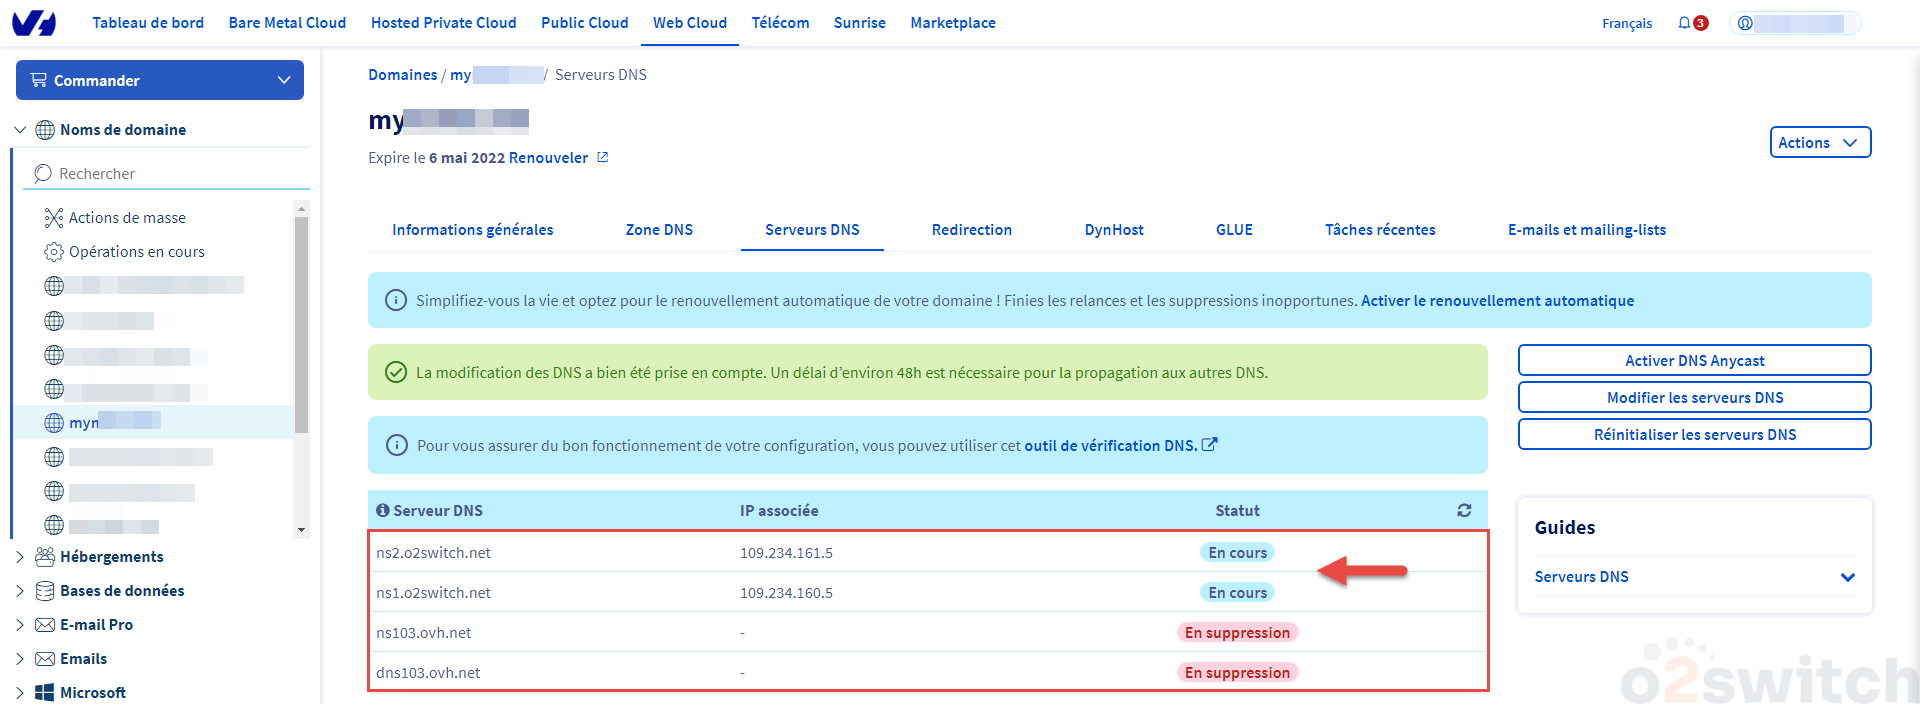 Tableau de bord Bare Metal Cloud Hosted Private Cloud Public Cloud Web Cloud Télécom Sunrise Marketplace Français 3
Commander
Noms de domaine
Rechercher
Actions de masse
Opérations en cours
myn
Hébergements
Bases de données
E-mail Pro
Emails
Microsoft
Domaines / my / Serveurs DNS
my
Expire le 6 mai 2022 Renouveler
Actions
Informations générales Zone DNS Serveurs DNS Redirection DynHost GLUE Tâches récentes E-mails et mailing-lists
Simplifiez-vous la vie et optez pour le renouvellement automatique de votre domaine ! Finies les relances et les suppressions inopportunes. Activer le renouvellement automatique
La modification des DNS a bien été prise en compte. Un délai d’environ 48h est nécessaire pour la propagation aux autres DNS.
Pour vous assurer du bon fonctionnement de votre configuration, vous pouvez utiliser cet outil de vérification DNS.
Serveur DNS IP associée Statut
ns2.o2switch.net 109.234.161.5 En cours
ns1.o2switch.net 109.234.160.5 En cours
ns103.ovh.net - En suppression
dns103.ovh.net - En suppression
Activer DNS Anycast
Modifier les serveurs DNS
Réinitialiser les serveurs DNS
Guides
Serveurs DNS
o2switch